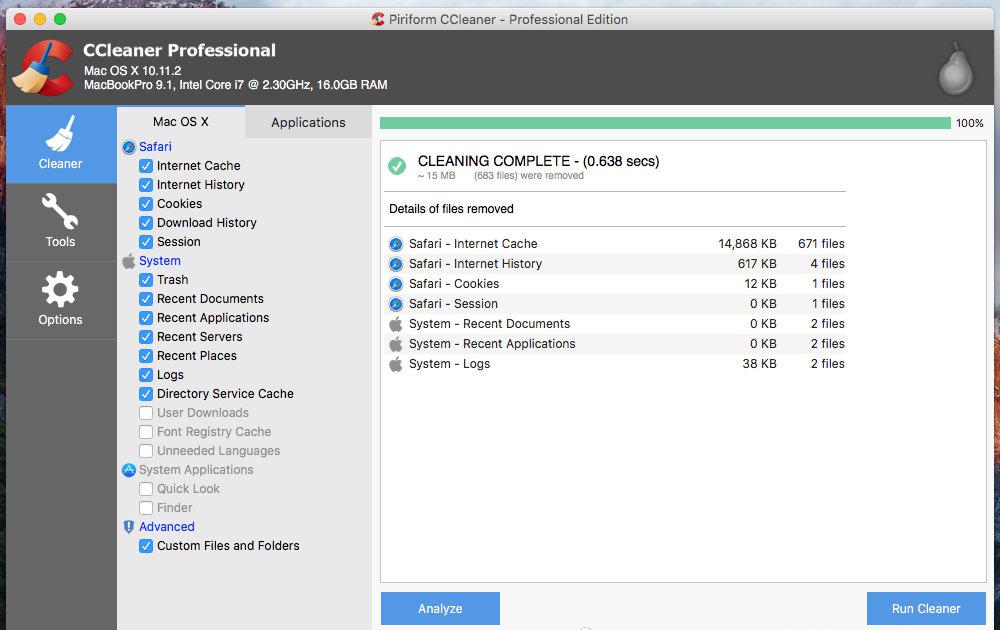 Piriform CCleaner - Professional Edition
CCleaner Professional
Mac OS X 10.11.2
MacBookPro 9.1, Intel Core i7 @ 2.30GHz, 16.0GB RAM
Cleaner
Tools
Options
Mac OS X
Applications
Safari
Internet Cache
Internet History
Cookies
Download History
Session
System
Trash
Recent Documents
Recent Applications
Recent Servers
Recent Places
Logs
Directory Service Cache
User Downloads
Font Registry Cache
Unneeded Languages
System Applications
Quick Look
Finder
Advanced
Custom Files and Folders
100%
CLEANING COMPLETE - (0.638 secs)
~ 15 MB (683 files) were removed
Details of files removed
Safari - Internet Cache 14,868 KB 671 files
Safari - Internet History 617 KB 4 files
Safari - Cookies 12 KB 1 files
Safari - Session 0 KB 1 files
System - Recent Documents 0 KB 2 files
System - Recent Applications 0 KB 2 files
System - Logs 38 KB 2 files
Analyze
Run Cleaner